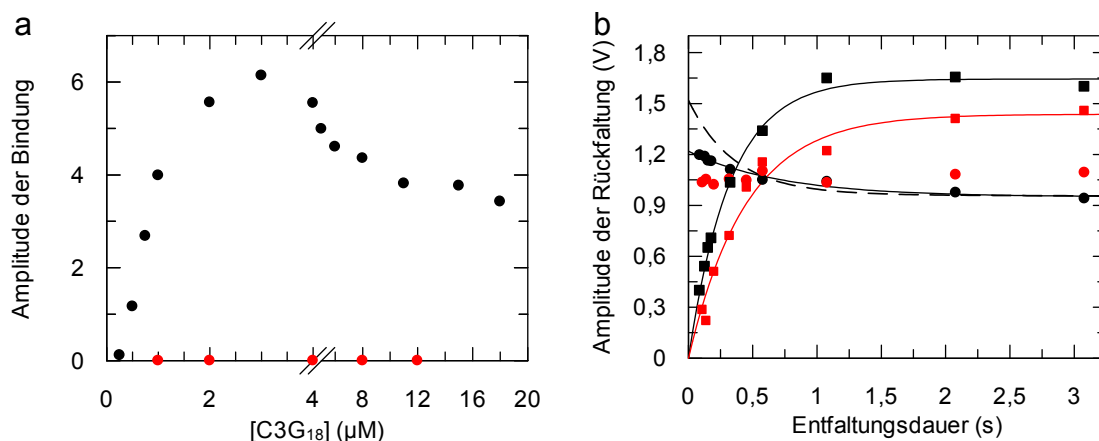 a
b
Amplitude der Bindung
6
4
2
0
0 2 4 8 12 16 20
[C3G₁₈] (µM)
Amplitude der Rückfaltung (V)
1,8
1,5
1,2
0,9
0,6
0,3
0
0 0,5 1 1,5 2 2,5 3
Entfaltungsdauer (s)